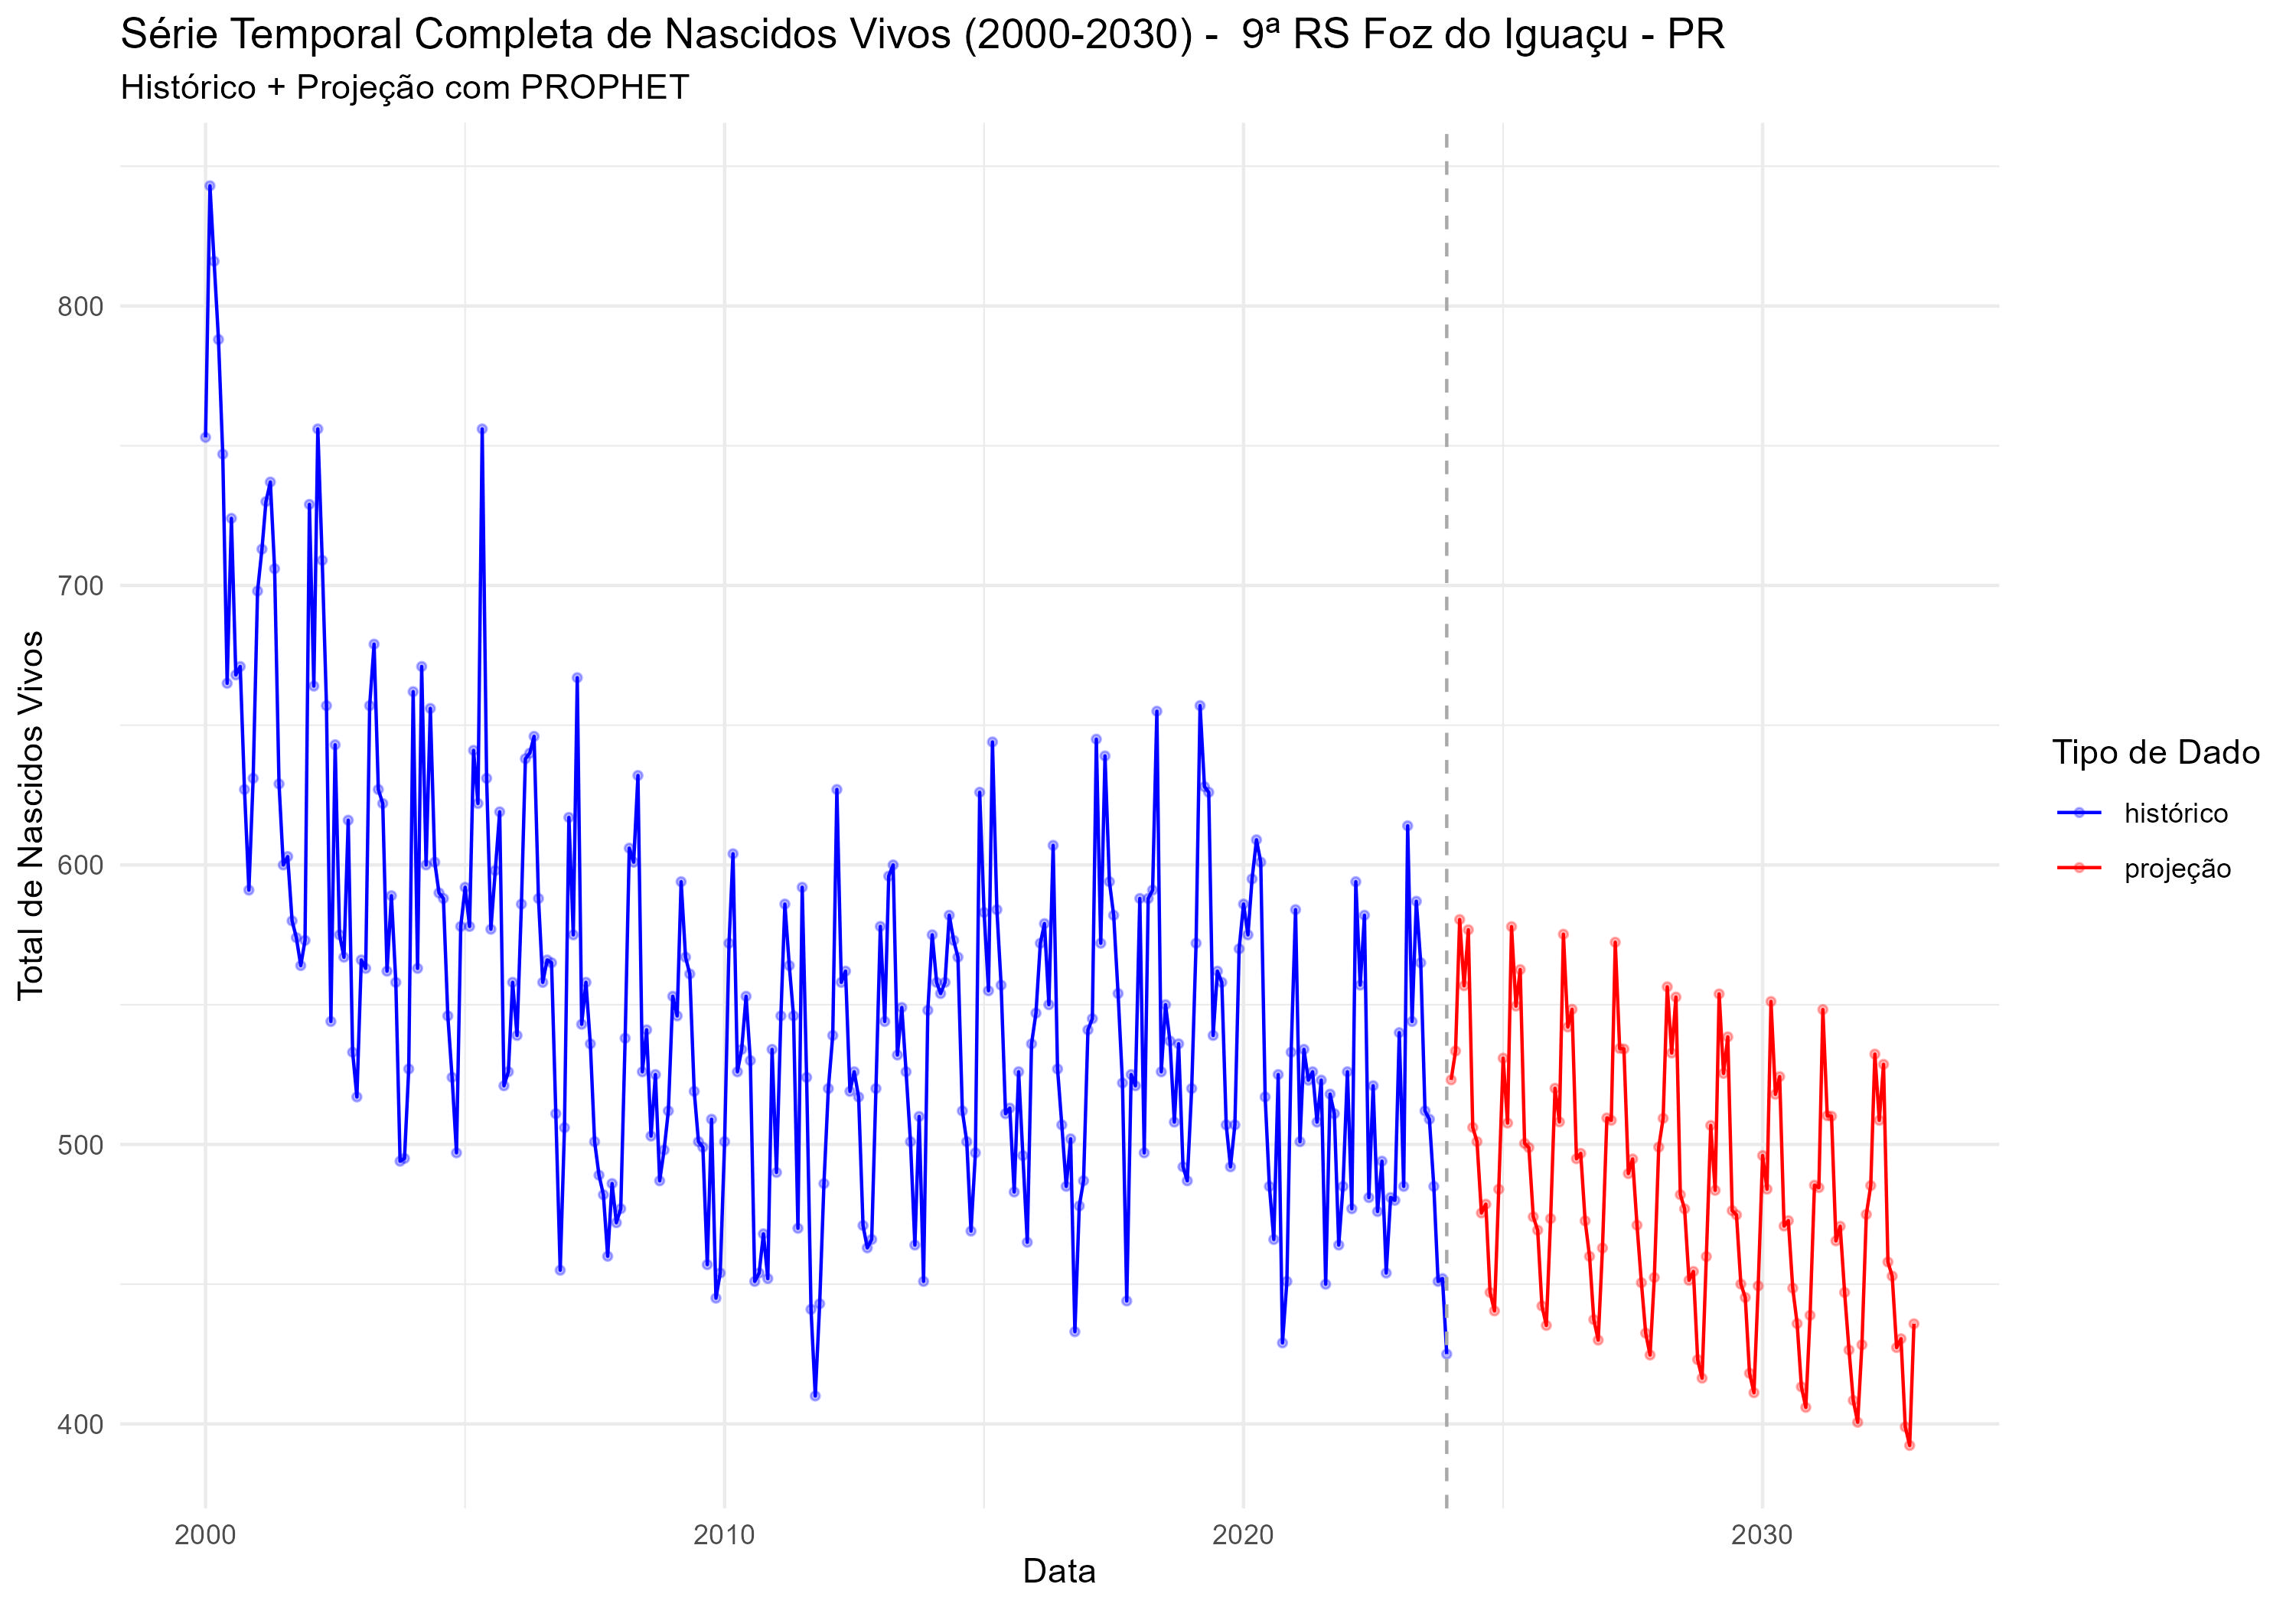 Série Temporal Completa de Nascidos Vivos (2000-2030) -  9ª RS Foz do Iguaçu - PR
Histórico + Projeção com PROPHET
Total de Nascidos Vivos
800
700
600
500
400
2000
2010
2020
2030
Data
Tipo de Dado
histórico
projeção